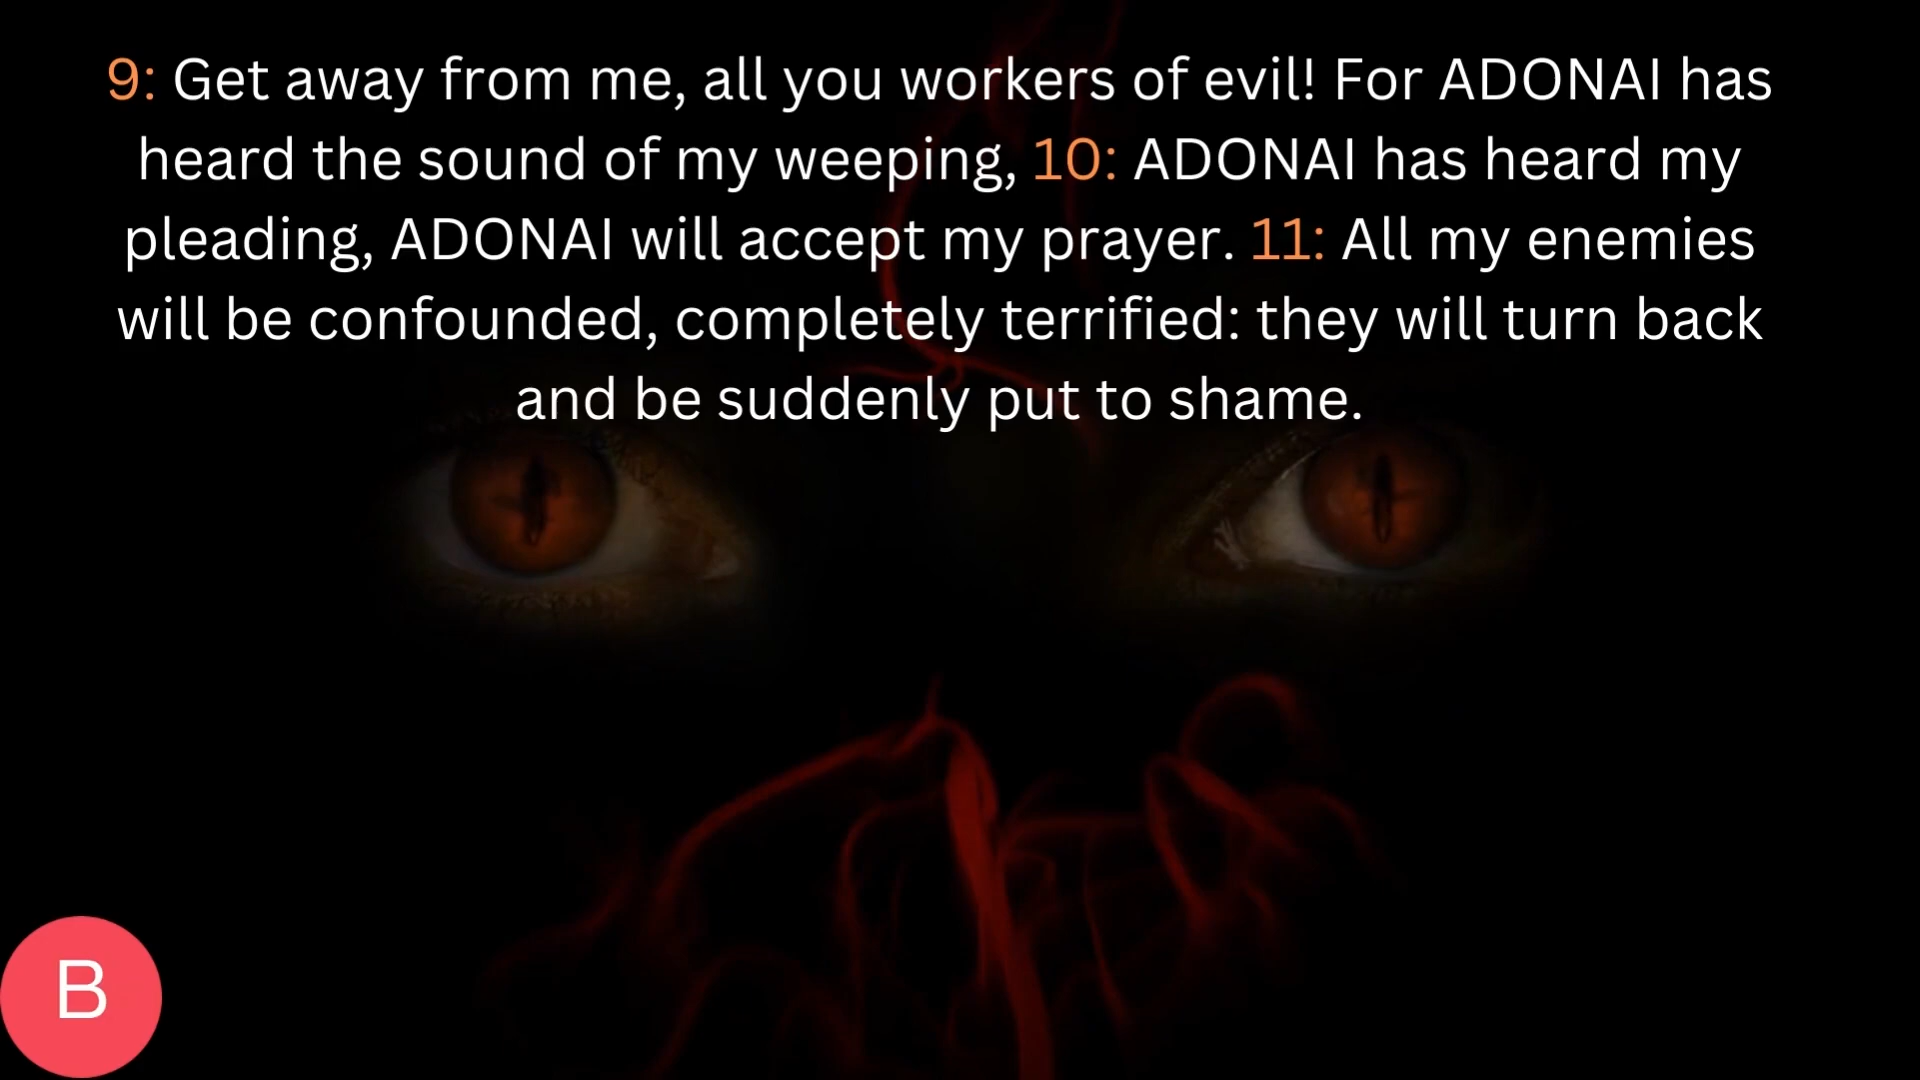 9: Get away from me, all you workers of evil! For ADONAI has
heard the sound of my weeping, 10: ADONAI has heard my
pleading, ADONAI will accept my prayer. 11: All my enemies
will be confounded, completely terrified: they will turn back
and be suddenly put to shame.
B